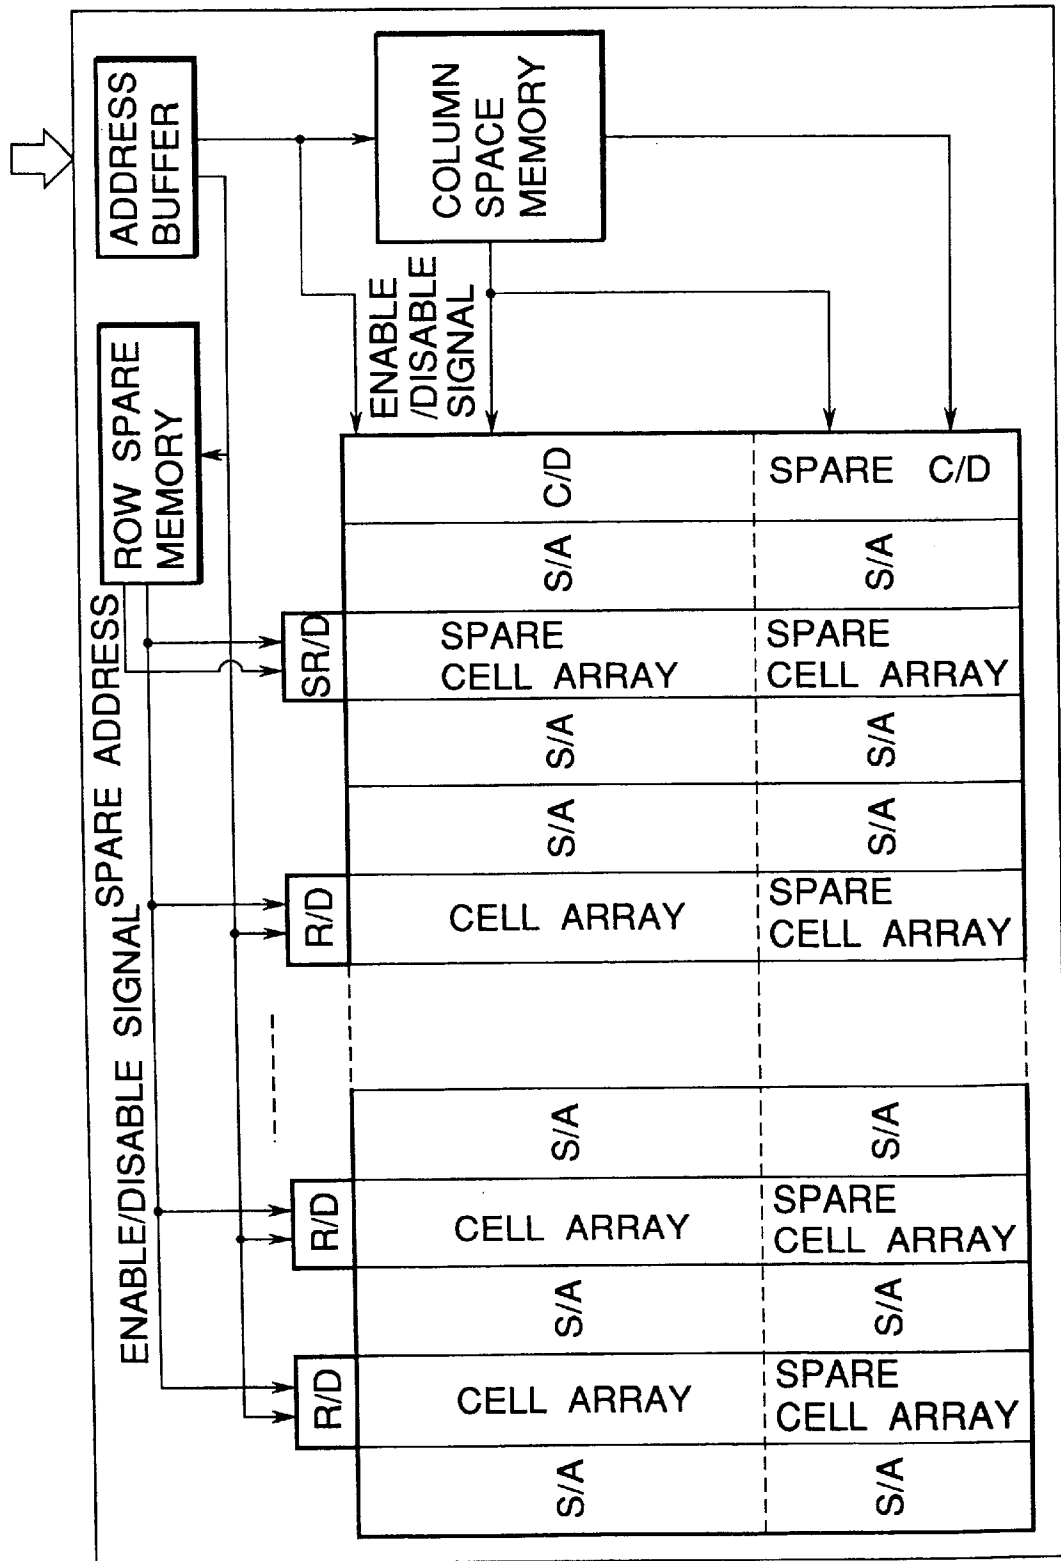 ADDRESS
BUFFER
COLUMN
SPACE
MEMORY
ROW SPARE
MEMORY
ENABLE
/DISABLE
SIGNAL
SPARE ADDRESS
ENABLE/DISABLE SIGNAL
C/D
SPARE C/D
S/A
S/A
SR/D
SPARE
CELL ARRAY
SPARE
CELL ARRAY
S/A
S/A
S/A
S/A
R/D
CELL ARRAY
SPARE
CELL ARRAY
S/A
S/A
R/D
CELL ARRAY
SPARE
CELL ARRAY
S/A
S/A
R/D
CELL ARRAY
SPARE
CELL ARRAY
S/A
S/A